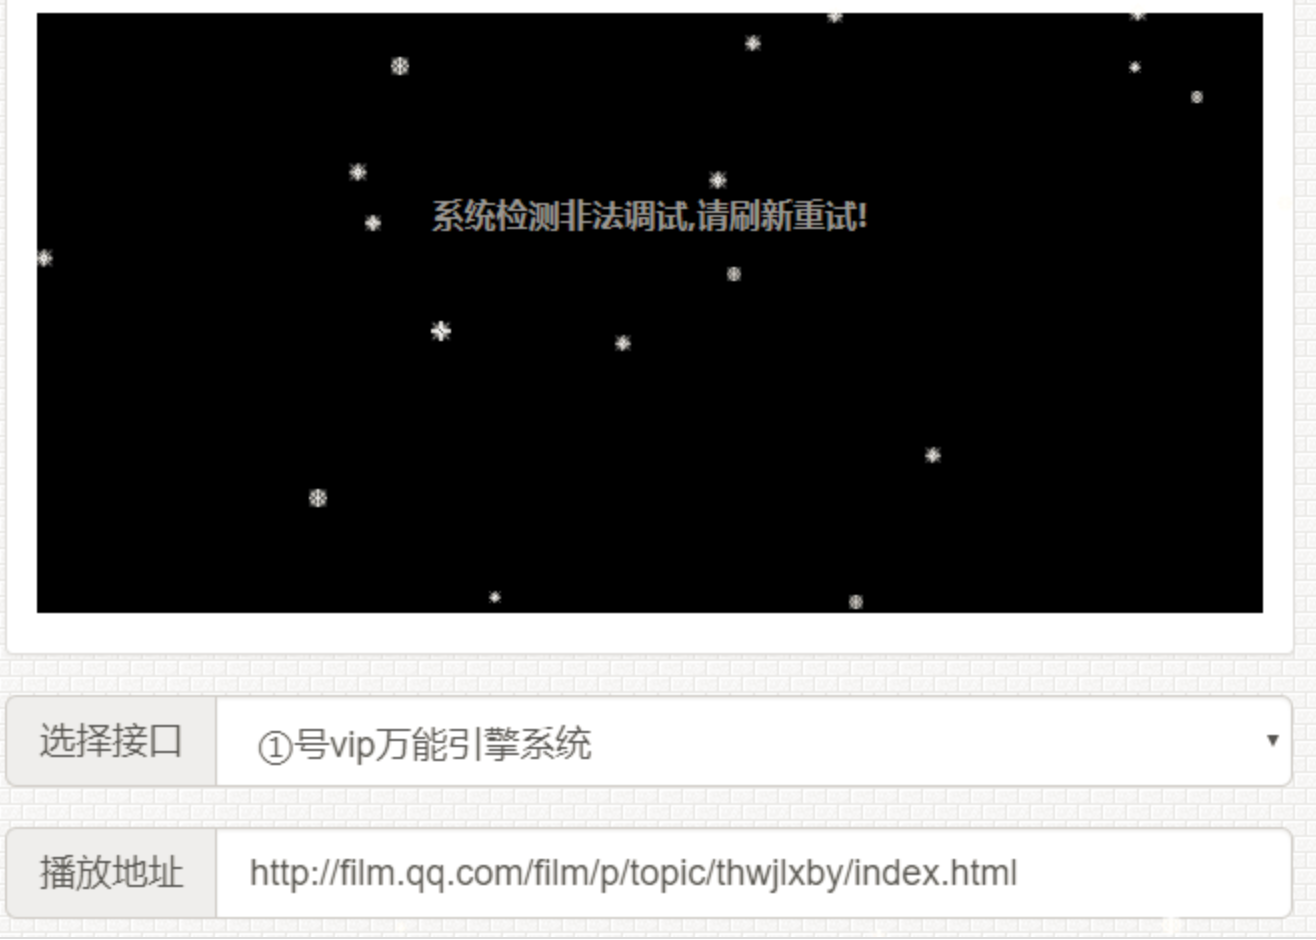 系统检测非法调试,请刷新重试!
选择接口
①号vip万能引擎系统
播放地址
http://film.qq.com/film/p/topic/thwjlxby/index.html